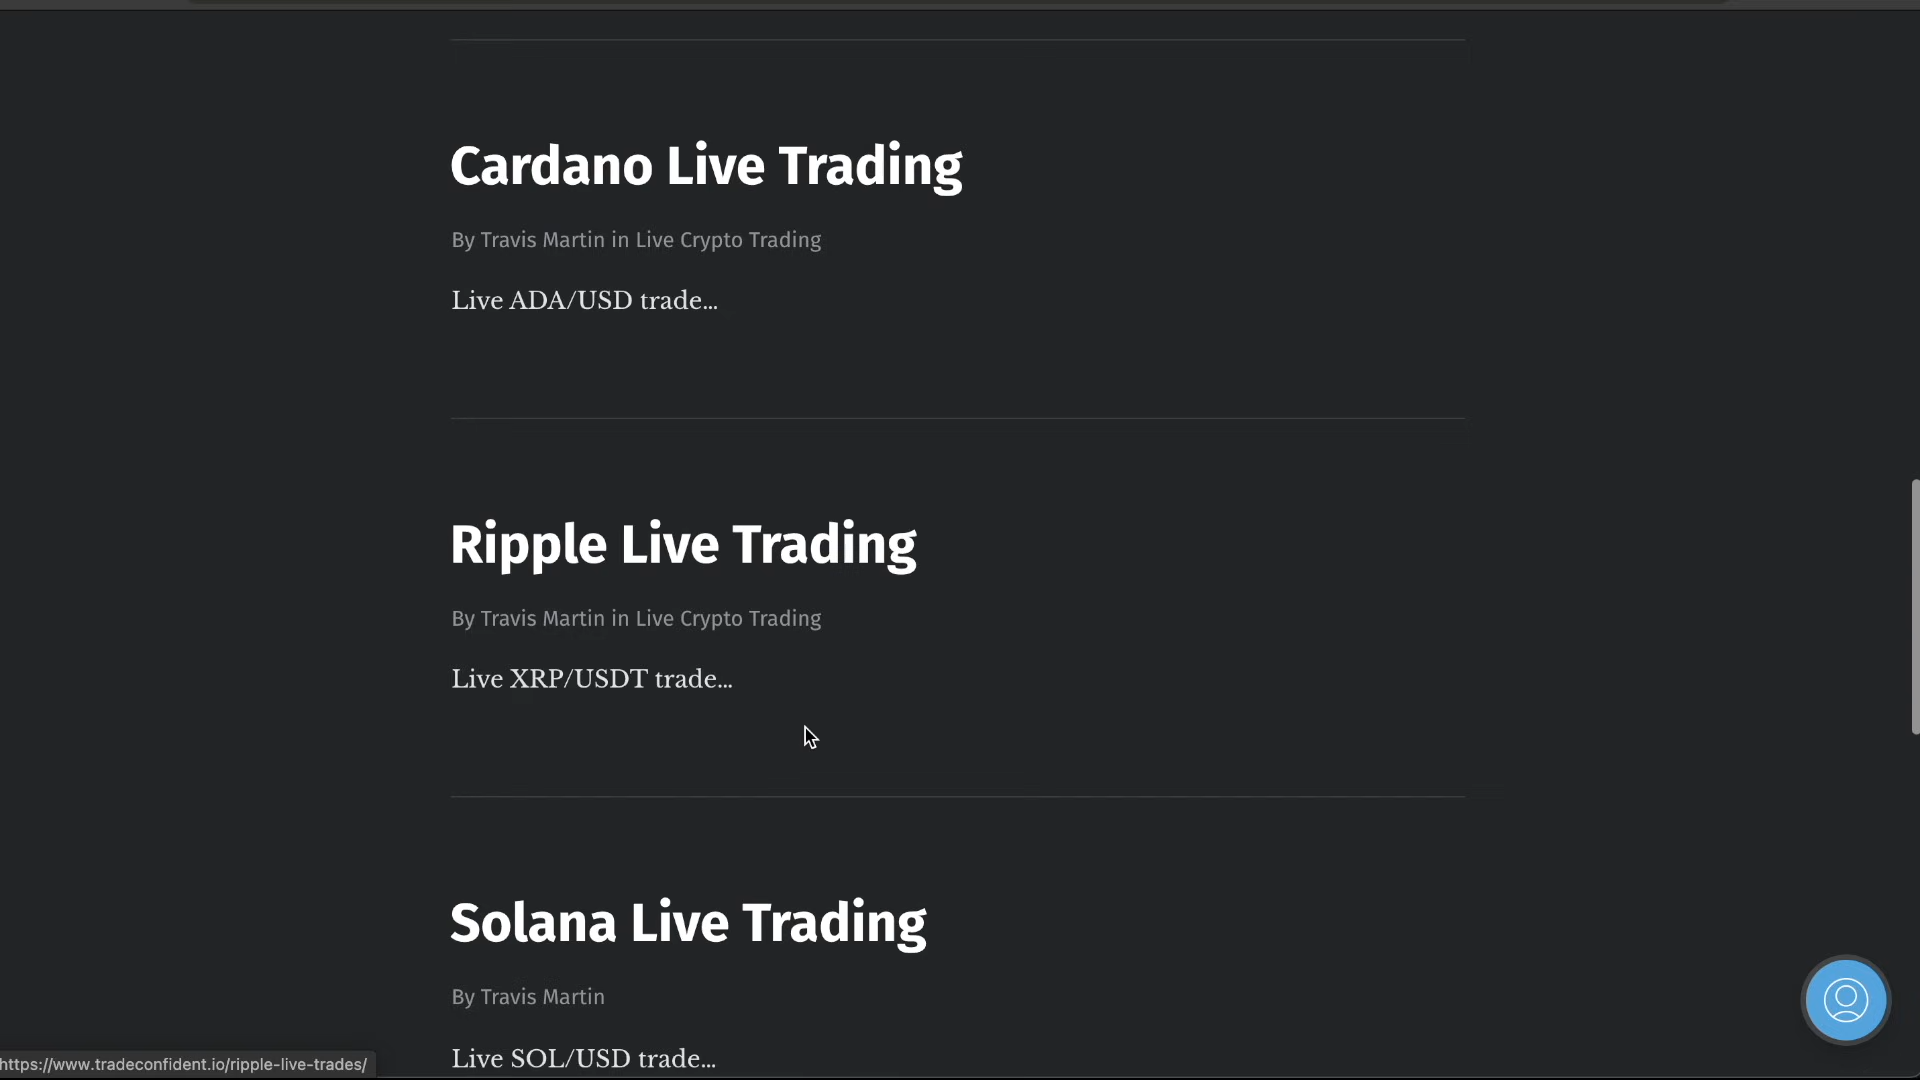 Cardano Live Trading
By Travis Martin in Live Crypto Trading
Live ADA/USD trade...
Ripple Live Trading
By Travis Martin in Live Crypto Trading
Live XRP/USDT trade...
Solana Live Trading
By Travis Martin
Live SOL/USD trade...
https://www.tradeconfident.io/ripple-live-trades/